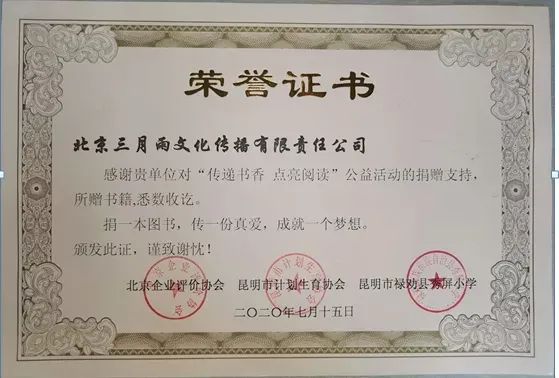 荣誉证书
北京三月雨文化传播有限责任公司
感谢贵单位对“传递书香 点亮阅读”公益活动的捐赠支持，
所赠书籍,悉数收讫。
捐一本图书，传一份真爱，成就一个梦想。
颁发此证，谨致谢忱！
北京企业评价协会 昆明市计划生育协会 昆明市禄劝县秀屏小学
二〇二〇年七月十五日